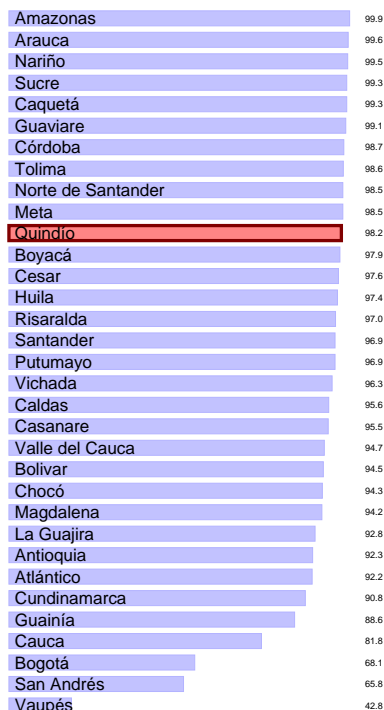 Amazonas 99.9
Arauca 99.6
Nariño 99.5
Sucre 99.3
Caquetá 99.3
Guaviare 99.1
Córdoba 98.7
Tolima 98.6
Norte de Santander 98.5
Meta 98.5
Quindío 98.2
Boyacá 97.9
Cesar 97.6
Huila 97.4
Risaralda 97.0
Santander 96.9
Putumayo 96.9
Vichada 96.3
Caldas 95.6
Casanare 95.5
Valle del Cauca 94.7
Bolivar 94.5
Chocó 94.3
Magdalena 94.2
La Guajira 92.8
Antioquia 92.3
Atlántico 92.2
Cundinamarca 90.8
Guainía 88.6
Cauca 81.8
Bogotá 68.1
San Andrés 65.8
Vaupés 42.8